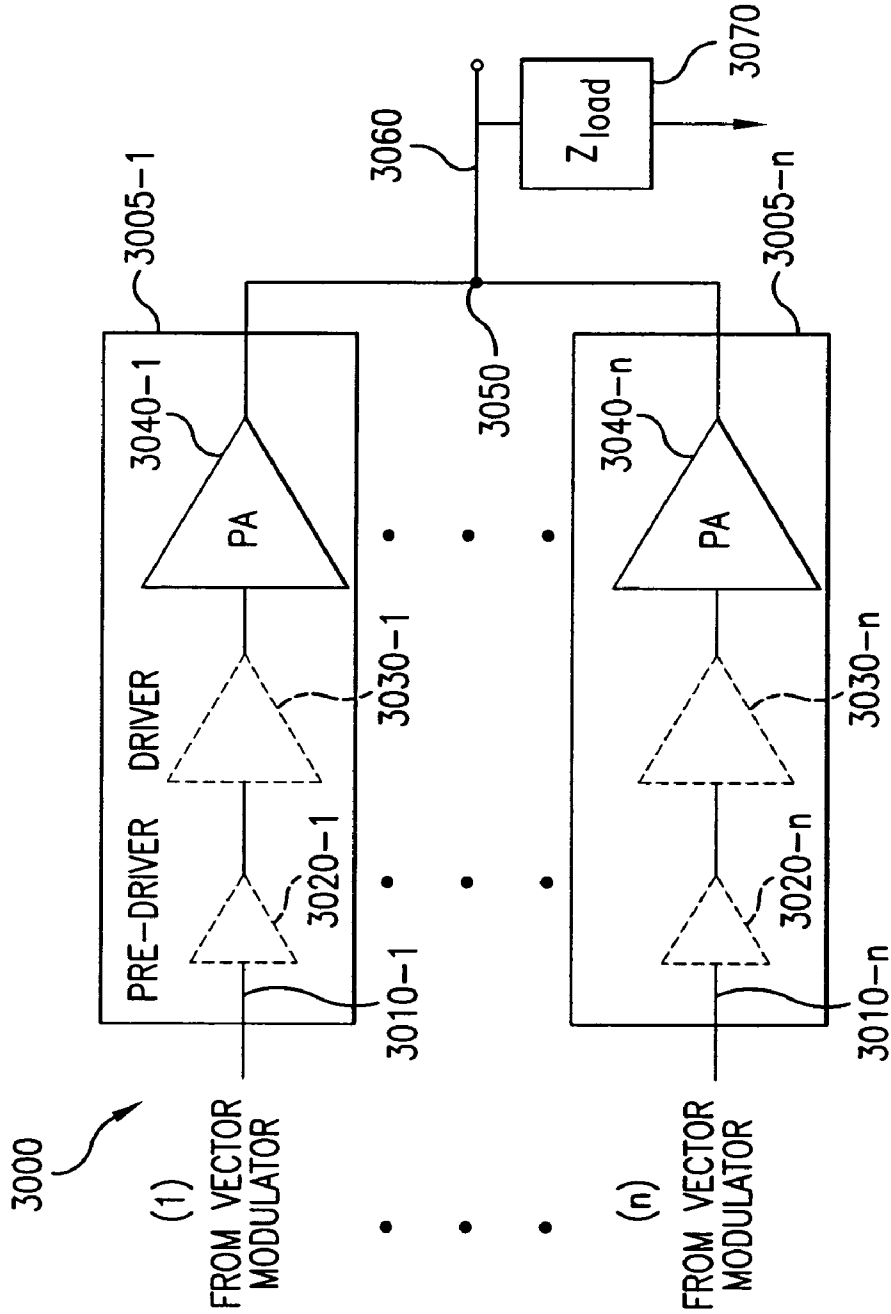 3000
(1)
FROM VECTOR
MODULATOR
3010-1
PRE-DRIVER
3020-1
DRIVER
3030-1
PA
3040-1
3005-1
3050
3060
Z load
3070
(n)
FROM VECTOR
MODULATOR
3010-n
3020-n
3030-n
PA
3040-n
3005-n